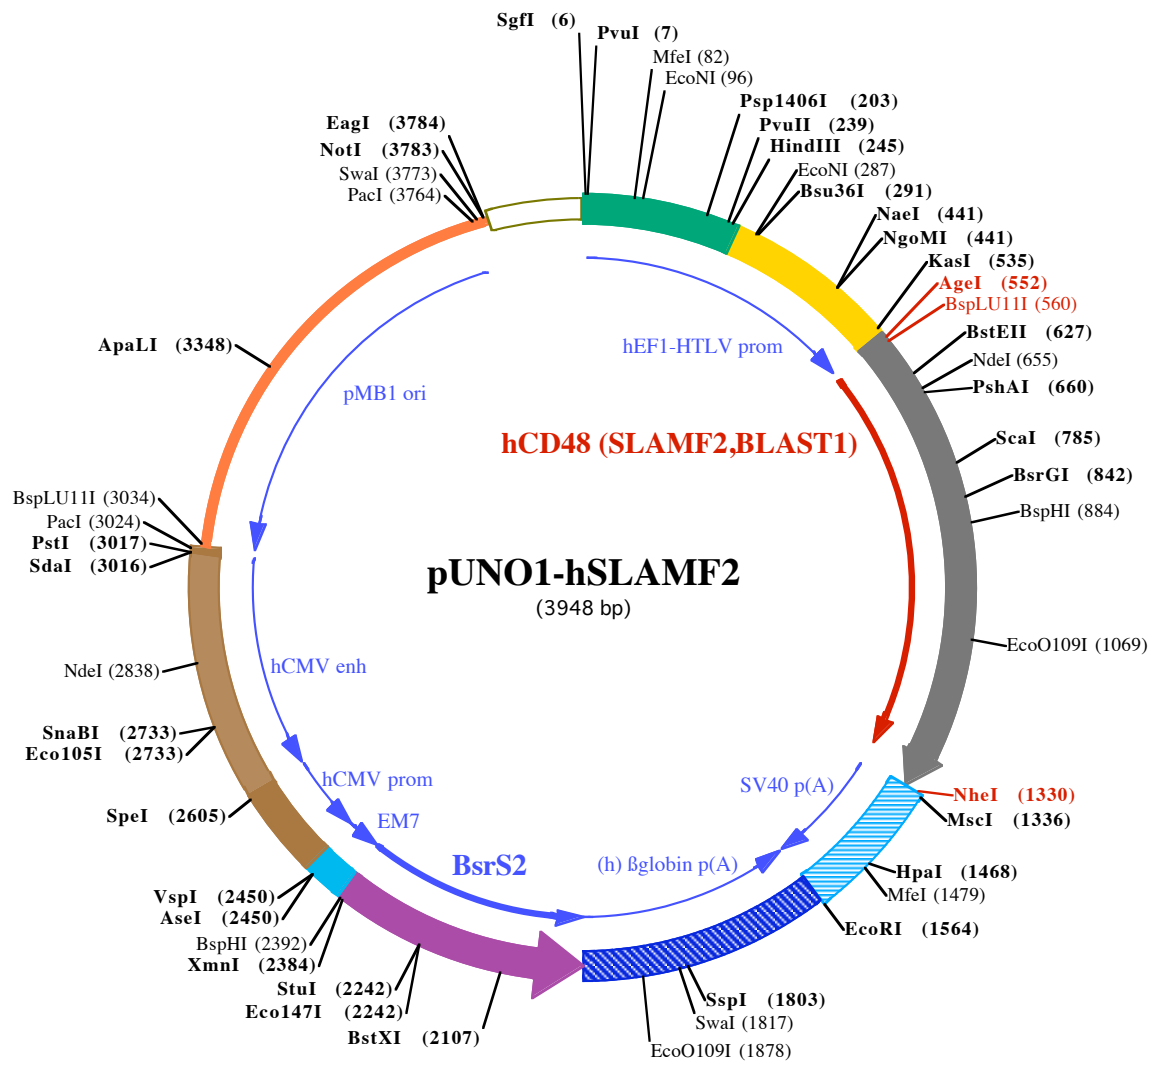 SgfI (6)
PvuI (7)
MfeI (82)
EcoNI (96)
Psp1406I (203)
PvuII (239)
HindIII (245)
EcoNI (287)
Bsu36I (291)
NaeI (441)
NgoMI (441)
KasI (535)
AgeI (552)
BspLU11I (560)
BstEII (627)
NdeI (655)
PshAI (660)
ScaI (785)
BsrGI (842)
BspHI (884)
EcoO109I (1069)
NheI (1330)
MscI (1336)
HpaI (1468)
MfeI (1479)
EcoRI (1564)
SspI (1803)
SwaI (1817)
EcoO109I (1878)
BstXI (2107)
Eco147I (2242)
StuI (2242)
XmnI (2384)
BspHI (2392)
AseI (2450)
VspI (2450)
SpeI (2605)
Eco105I (2733)
SnaBI (2733)
NdeI (2838)
SdaI (3016)
PstI (3017)
PacI (3024)
BspLU11I (3034)
ApaLI (3348)
PacI (3764)
SwaI (3773)
NotI (3783)
EagI (3784)
hEF1-HTLV prom
pMB1 ori
hCD48 (SLAMF2,BLAST1)
pUNO1-hSLAMF2
(3948 bp)
hCMV enh
hCMV prom
SV40 p(A)
EM7
BsrS2
(h) ßglobin p(A)